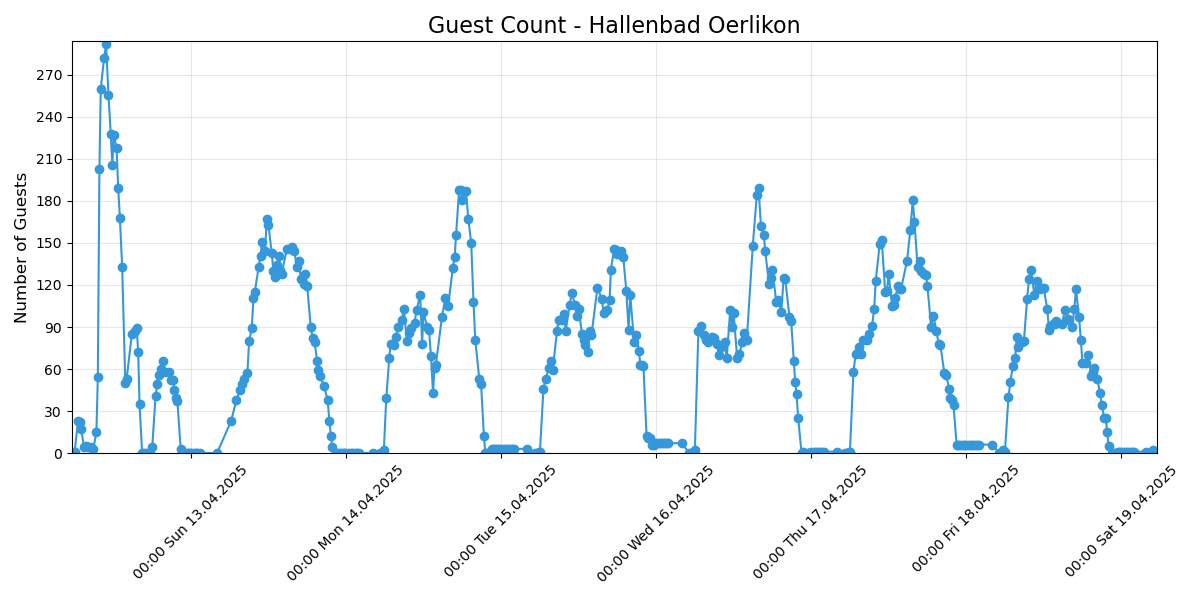 Guest Count - Hallenbad Oerlikon
Number of Guests
270
240
210
180
150
120
90
60
30
0
00:00 Sun 13.04.2025
00:00 Mon 14.04.2025
00:00 Tue 15.04.2025
00:00 Wed 16.04.2025
00:00 Thu 17.04.2025
00:00 Fri 18.04.2025
00:00 Sat 19.04.2025